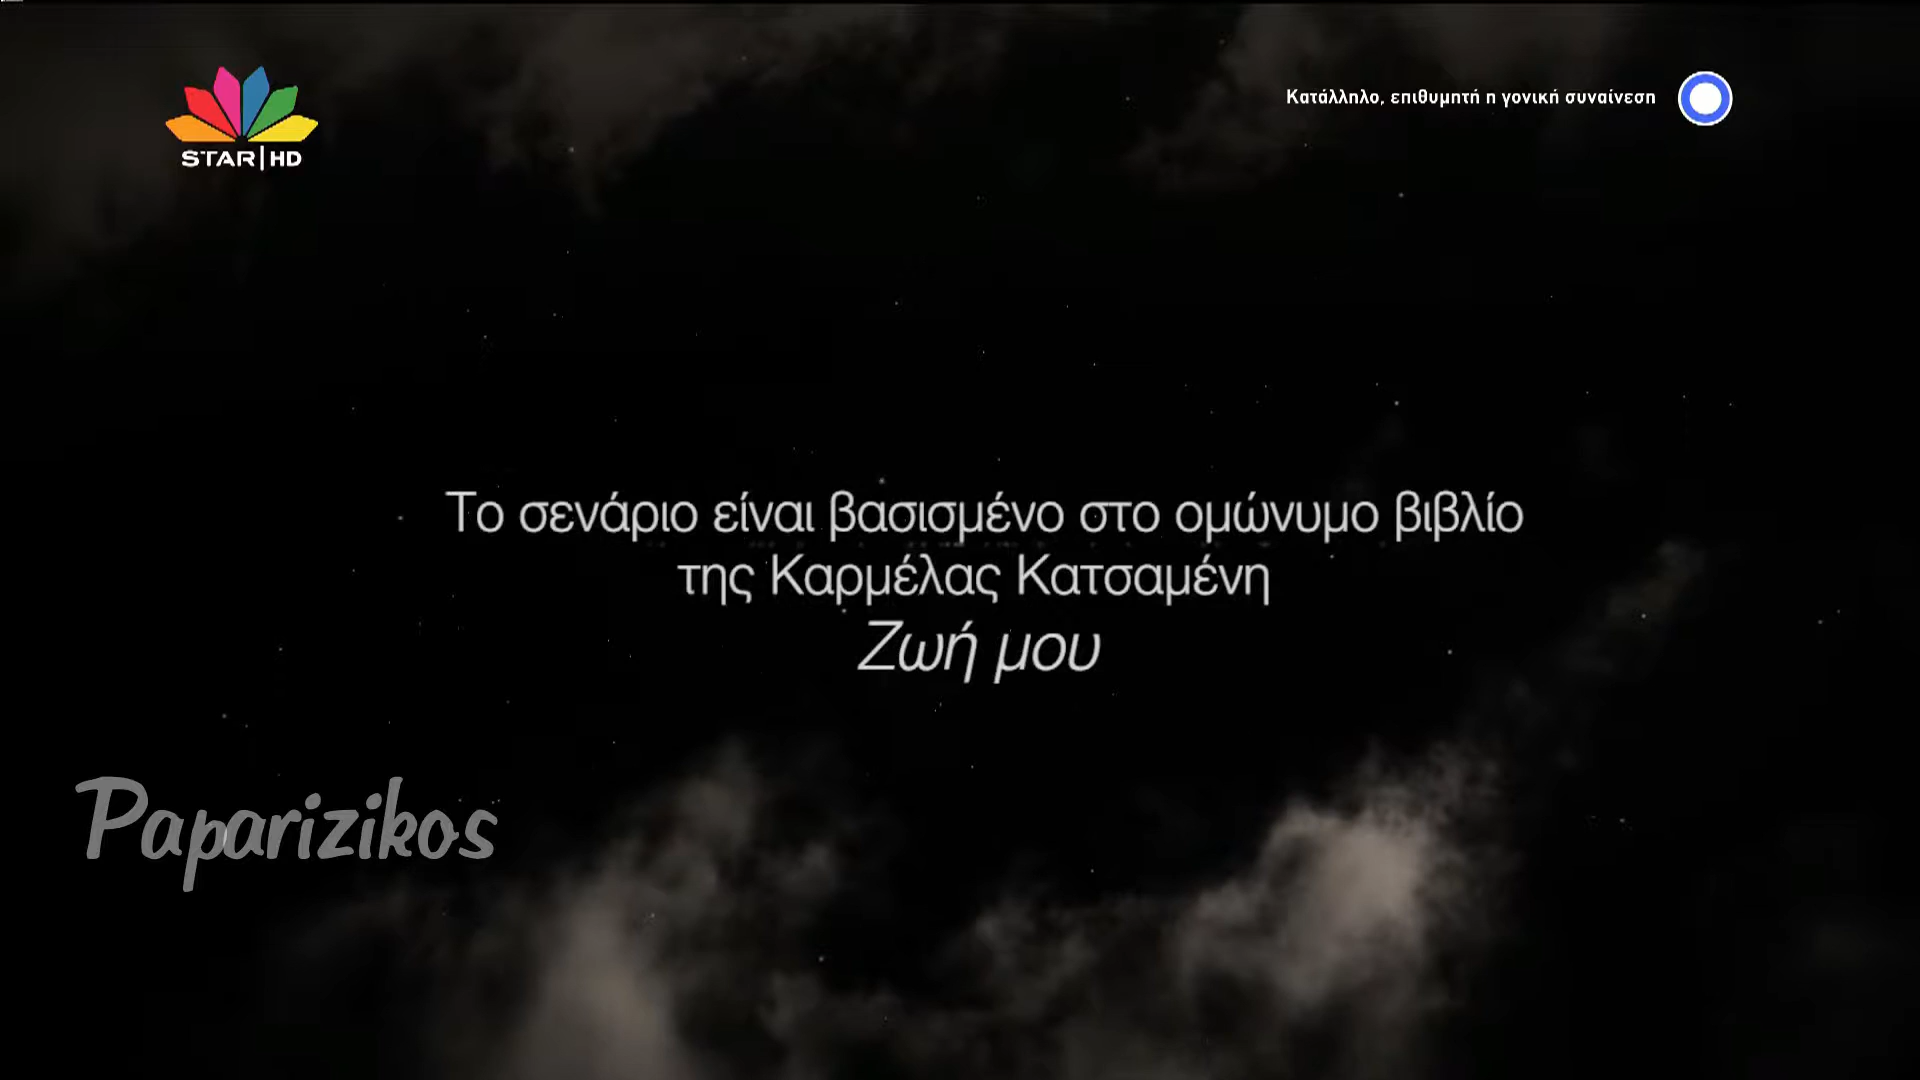 STAR|HD
Κατάλληλο, επιθυμητή η γονική συναίνεση
Το σενάριο είναι βασισμένο στο ομώνυμο βιβλίο
της Καρμέλας Κατσαμένη
Ζωή μου
Paparizikos